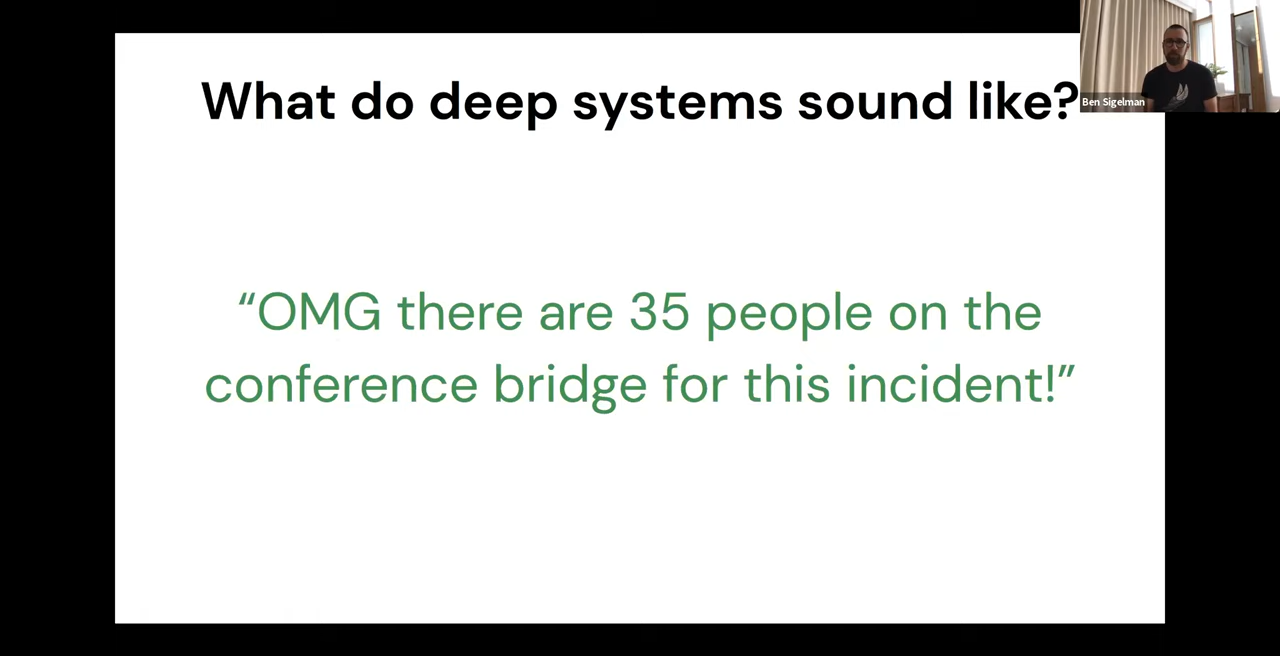 What do deep systems sound like?
Ben Sigelman
“OMG there are 35 people on the
conference bridge for this incident!”